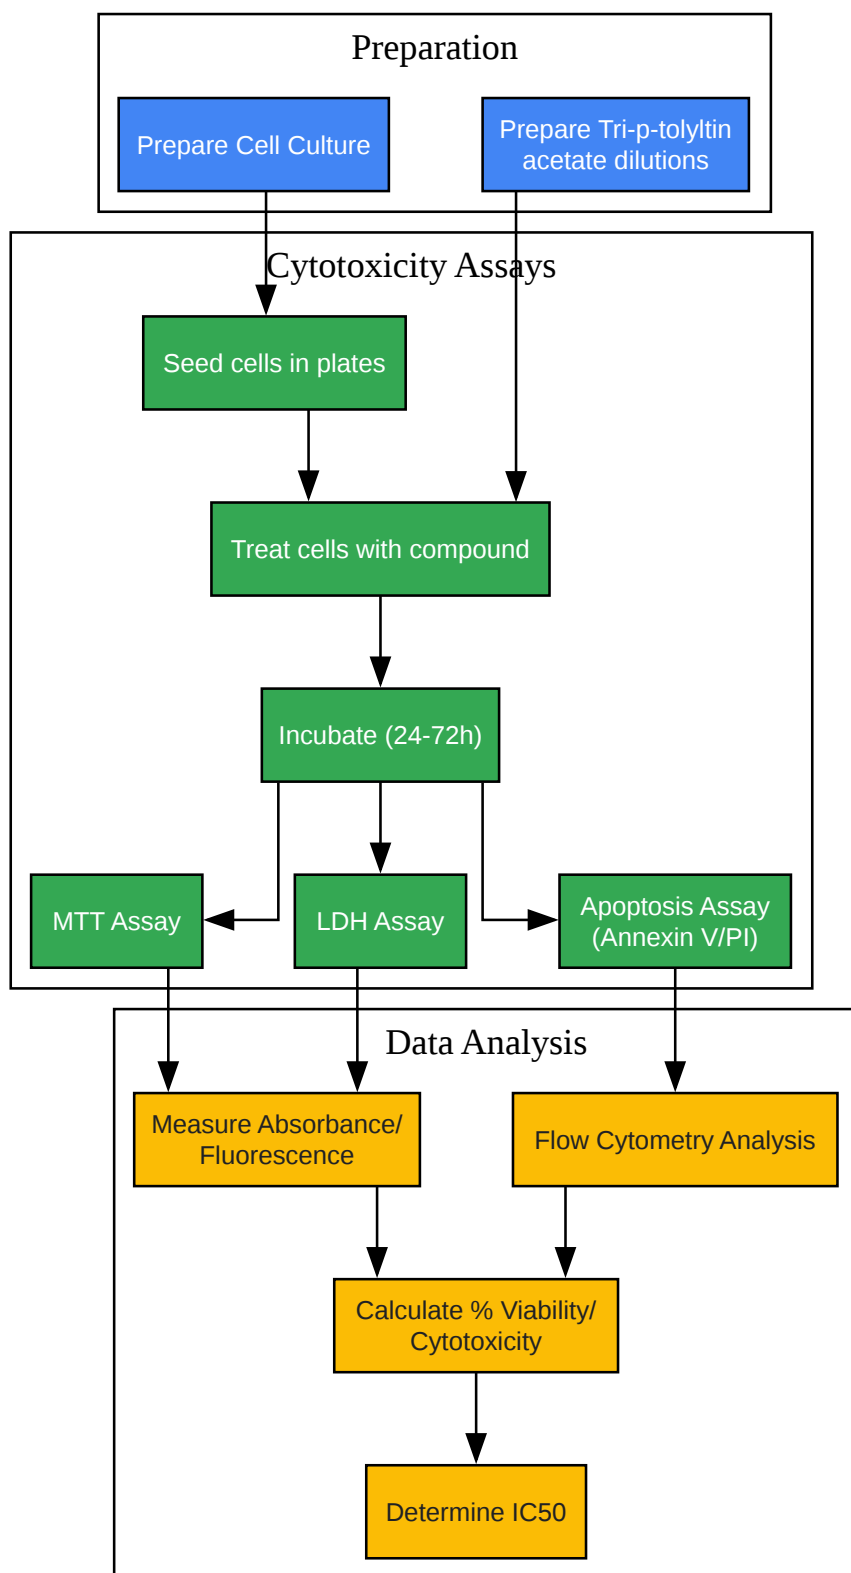 Preparation
Prepare Cell Culture
Prepare Tri-p-tolyltin
acetate dilutions
Cytotoxicity Assays
Seed cells in plates
Treat cells with compound
Incubate (24-72h)
MTT Assay
LDH Assay
Apoptosis Assay
(Annexin V/PI)
Data Analysis
Measure Absorbance/
Fluorescence
Flow Cytometry Analysis
Calculate % Viability/
Cytotoxicity
Determine IC50